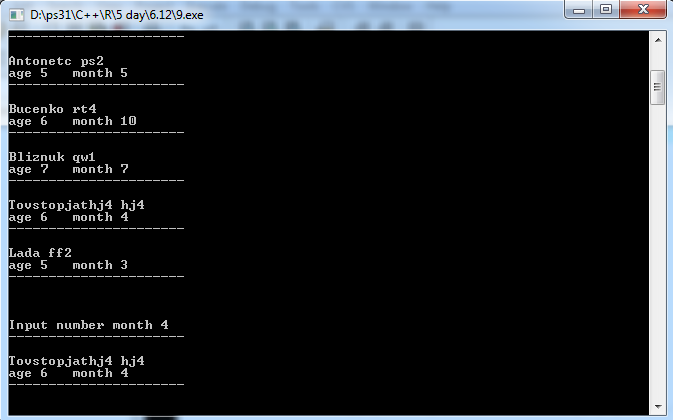 D:\ps31\C++\R\5 day\6.12\9.exe
----------------------
Antonetc ps2
age 5   month 5
----------------------
Bucenko rt4
age 6   month 10
----------------------
Bliznuk qw1
age 7   month 7
----------------------
Tovstopjathj4 hj4
age 6   month 4
----------------------
Lada ff2
age 5   month 3
----------------------
Input number month 4
----------------------
Tovstopjathj4 hj4
age 6   month 4
----------------------